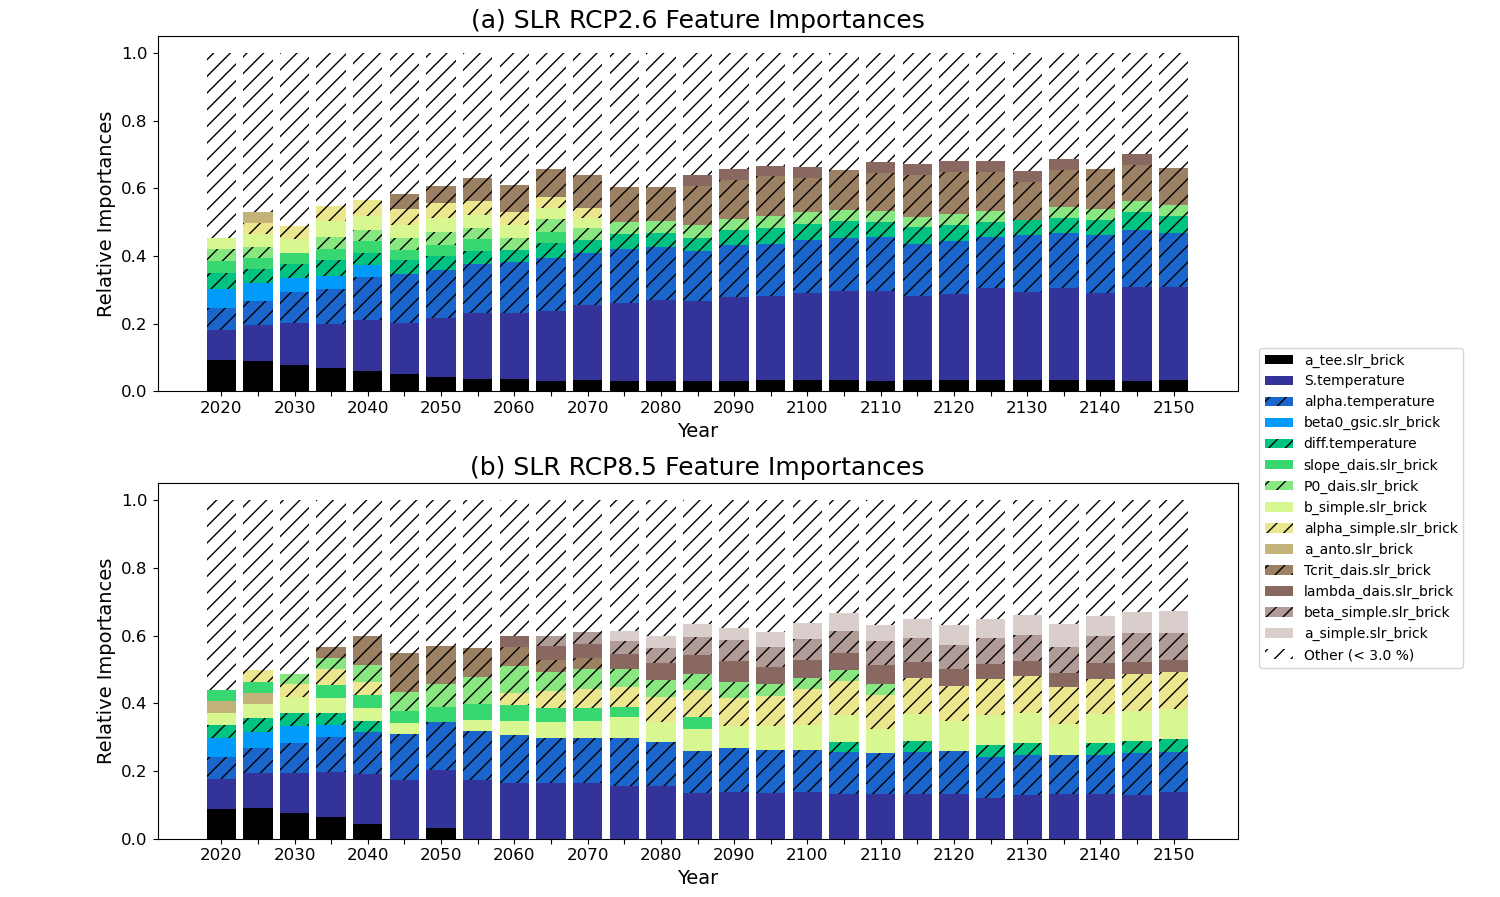 (a) SLR RCP2.6 Feature Importances
Relative Importances
1.0
0.8
0.6
0.4
0.2
0.0
2020 2030 2040 2050 2060 2070 2080 2090 2100 2110 2120 2130 2140 2150
Year
(b) SLR RCP8.5 Feature Importances
Relative Importances
1.0
0.8
0.6
0.4
0.2
0.0
2020 2030 2040 2050 2060 2070 2080 2090 2100 2110 2120 2130 2140 2150
Year
a_tee.slr_brick
S.temperature
alpha.temperature
beta0_gsic.slr_brick
diff.temperature
slope_dais.slr_brick
P0_dais.slr_brick
b_simple.slr_brick
alpha_simple.slr_brick
a_anto.slr_brick
Tcrit_dais.slr_brick
lambda_dais.slr_brick
beta_simple.slr_brick
a_simple.slr_brick
Other (< 3.0 %)